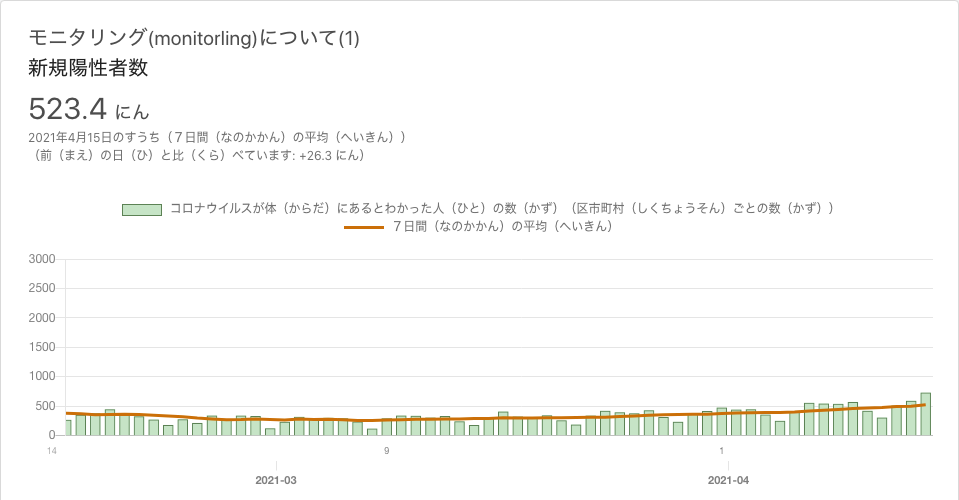 モニタリング(monitorling)について(1)
新規陽性者数
523.4 にん
2021年4月15日のすうち（７日間（なのかかん）の平均（へいきん））
（前（まえ）の日（ひ）と比（くら）べています: +26.3 にん）
コロナウイルスが体（からだ）にあるとわかった人（ひと）の数（かず）（区市町村（しくちょうそん）ごとの数（かず））
７日間（なのかかん）の平均（へいきん）
3000
2500
2000
1500
1000
500
0
14 9 1
2021-03 2021-04